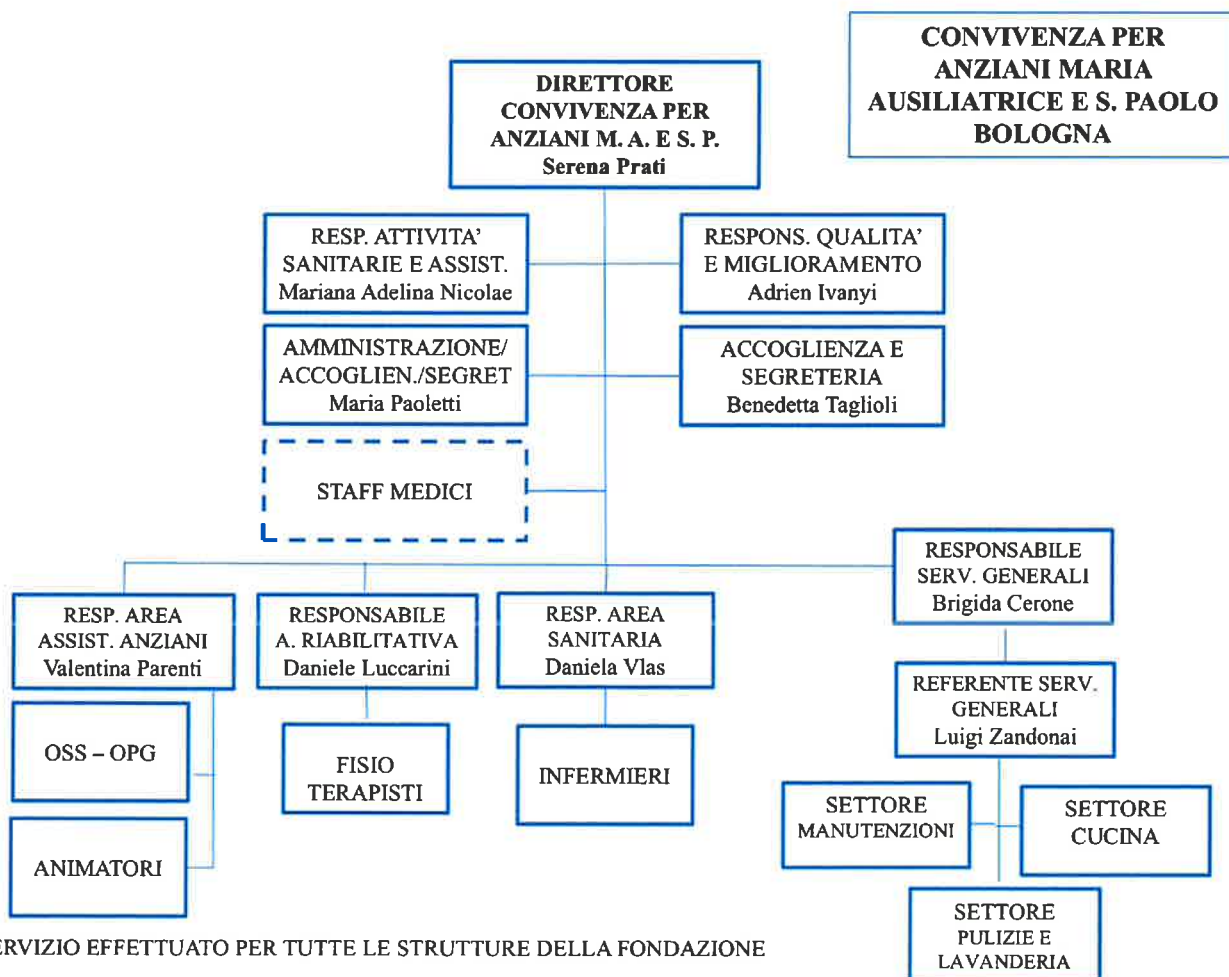 CONVIVENZA PER
ANZIANI MARIA
AUSILIATRICE E S. PAOLO
BOLOGNA
DIRETTORE
CONVIVENZA PER
ANZIANI M. A. E S. P.
Serena Prati
RESP. ATTIVITA'
SANITARIE E ASSIST.
Mariana Adelina Nicolae
RESPONS. QUALITA'
E MIGLIORAMENTO
Adrien Ivanyi
AMMINISTRAZIONE/
ACCOGLIEN./SEGRET
Maria Paoletti
ACCOGLIENZA E
SEGRETERIA
Benedetta Taglioli
STAFF MEDICI
RESPONSABILE
SERV. GENERALI
Brigida Cerone
RESP. AREA
ASSIST. ANZIANI
Valentina Parenti
RESPONSABILE
A. RIABILITATIVA
Daniele Luccarini
RESP. AREA
SANITARIA
Daniela Vlas
REFERENTE SERV.
GENERALI
Luigi Zandonai
OSS – OPG
FISIO
TERAPISTI
INFERMIERI
SETTORE
MANUTENZIONI
SETTORE
CUCINA
ANIMATORI
SETTORE
PULIZIE E
LAVANDERIA
EFFETTUATO PER TUTTE LE STRUTTURE DELLA FONDAZIONE